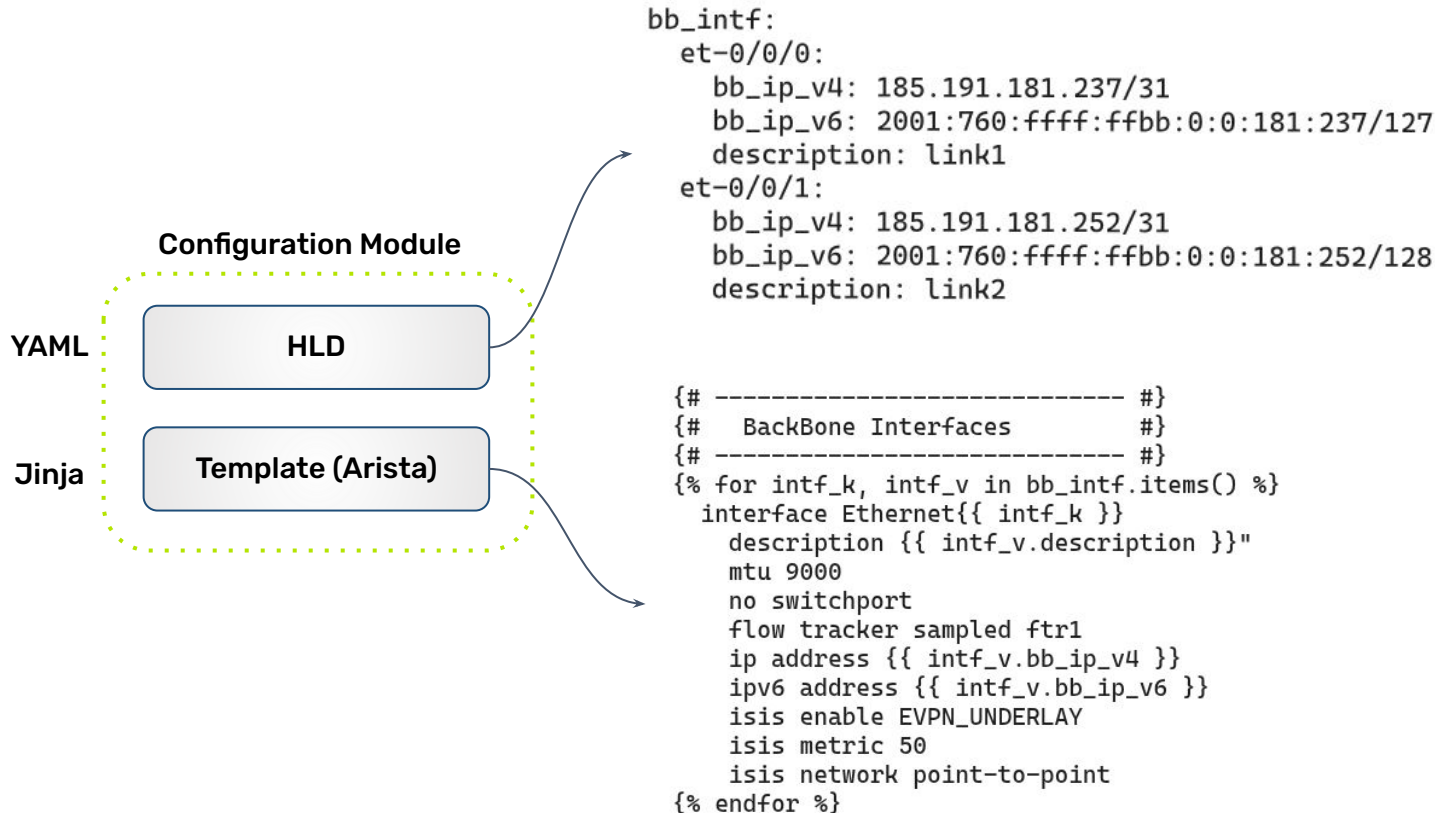 Configuration Module
YAML
HLD
Jinja
Template (Arista)
bb_intf:
  et-0/0/0:
    bb_ip_v4: 185.191.181.237/31
    bb_ip_v6: 2001:760:ffff:ffbb:0:0:181:237/127
    description: link1
  et-0/0/1:
    bb_ip_v4: 185.191.181.252/31
    bb_ip_v6: 2001:760:ffff:ffbb:0:0:181:252/128
    description: link2
{# ----------------------------- #}
{#   BackBone Interfaces         #}
{# ----------------------------- #}
{% for intf_k, intf_v in bb_intf.items() %}
  interface Ethernet{{ intf_k }}
    description {{ intf_v.description }}"
    mtu 9000
    no switchport
    flow tracker sampled ftr1
    ip address {{ intf_v.bb_ip_v4 }}
    ipv6 address {{ intf_v.bb_ip_v6 }}
    isis enable EVPN_UNDERLAY
    isis metric 50
    isis network point-to-point
{% endfor %}